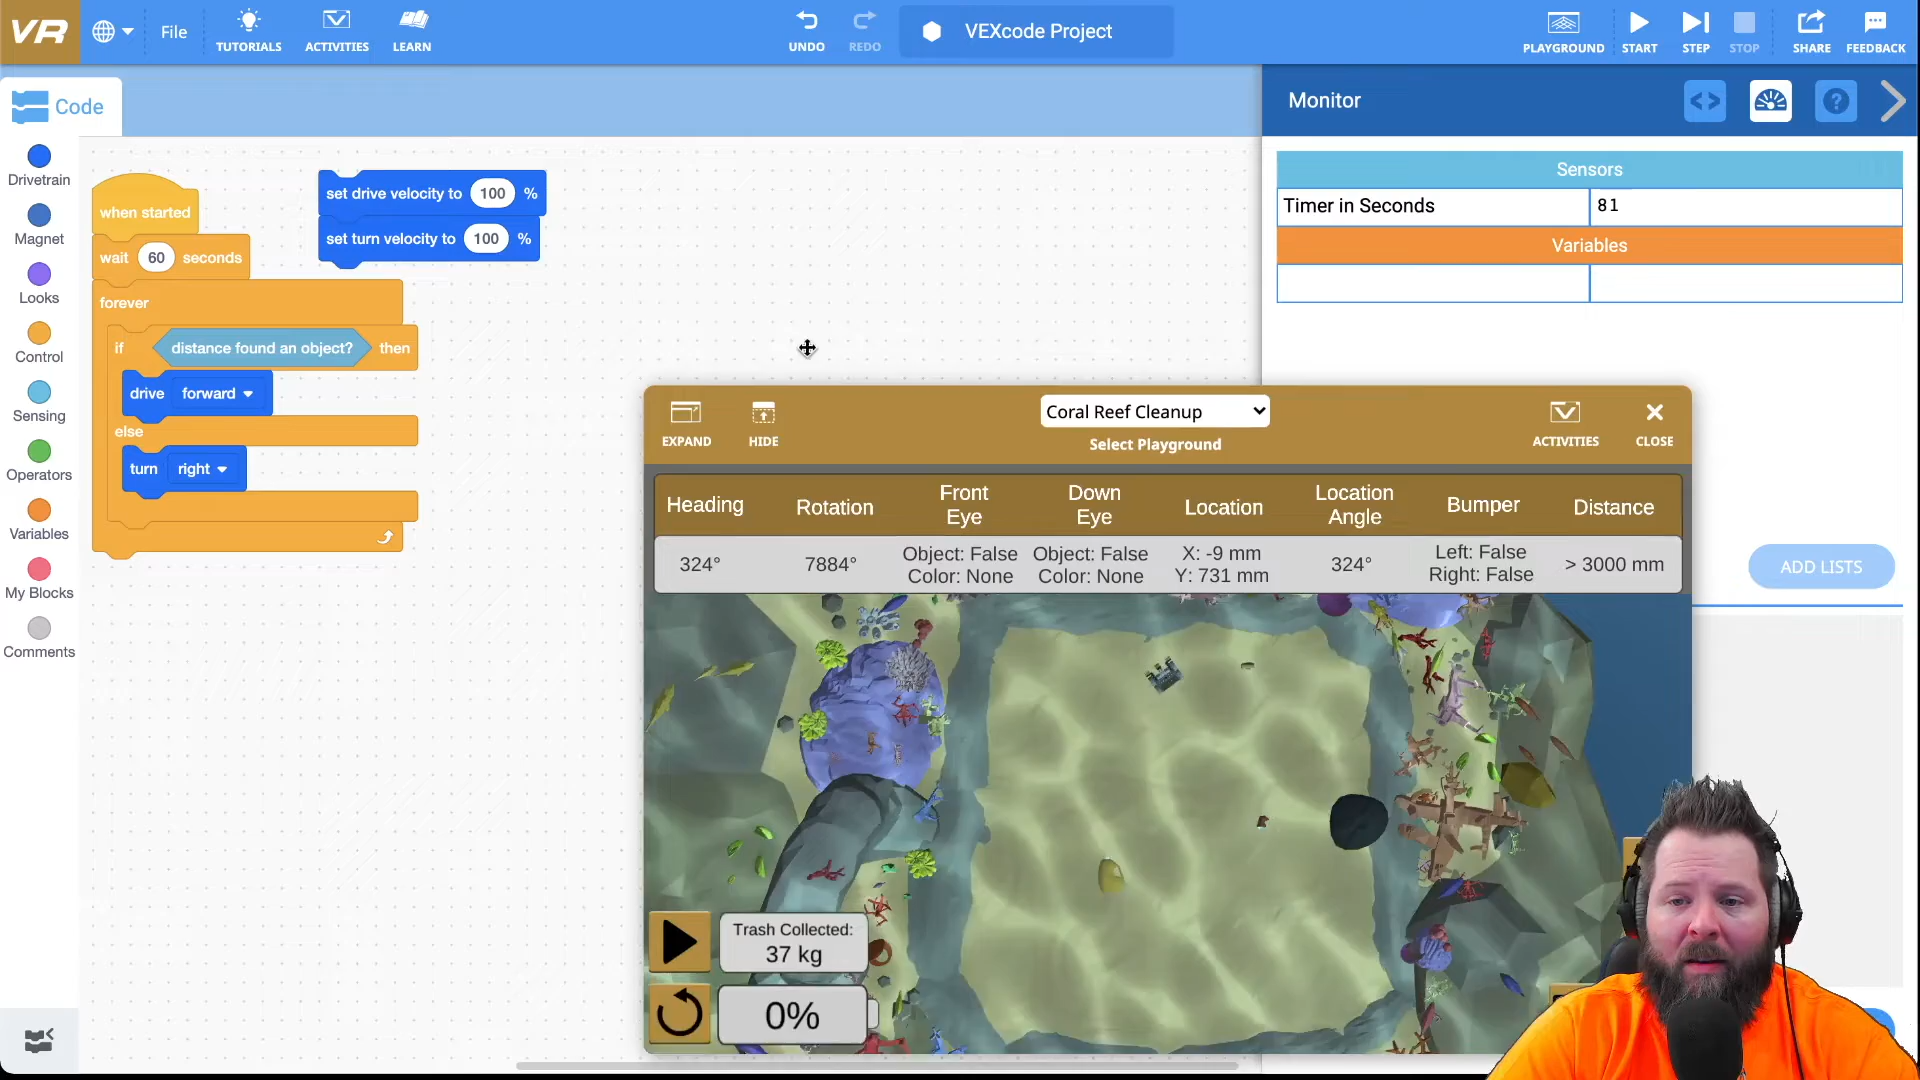 VR
File
TUTORIALS
ACTIVITIES
LEARN
UNDO
REDO
VEXcode Project
PLAYGROUND
START
STEP
STOP
SHARE
FEEDBACK
Code
Monitor
Drivetrain
Magnet
Looks
Control
Sensing
Operators
Variables
My Blocks
Comments
when started
wait 60 seconds
forever
if distance found an object? then
drive forward
else
turn right
set drive velocity to 100 %
set turn velocity to 100 %
Sensors
Timer in Seconds 81
Variables
ADD LISTS
EXPAND
HIDE
Coral Reef Cleanup
Select Playground
ACTIVITIES
CLOSE
Heading Rotation Front Eye Down Eye Location Location Angle Bumper Distance
324° 7884° Object: False Object: False X: -9 mm 324° Left: False > 3000 mm
Color: None Color: None Y: 731 mm Right: False
Trash Collected:
37 kg
0%